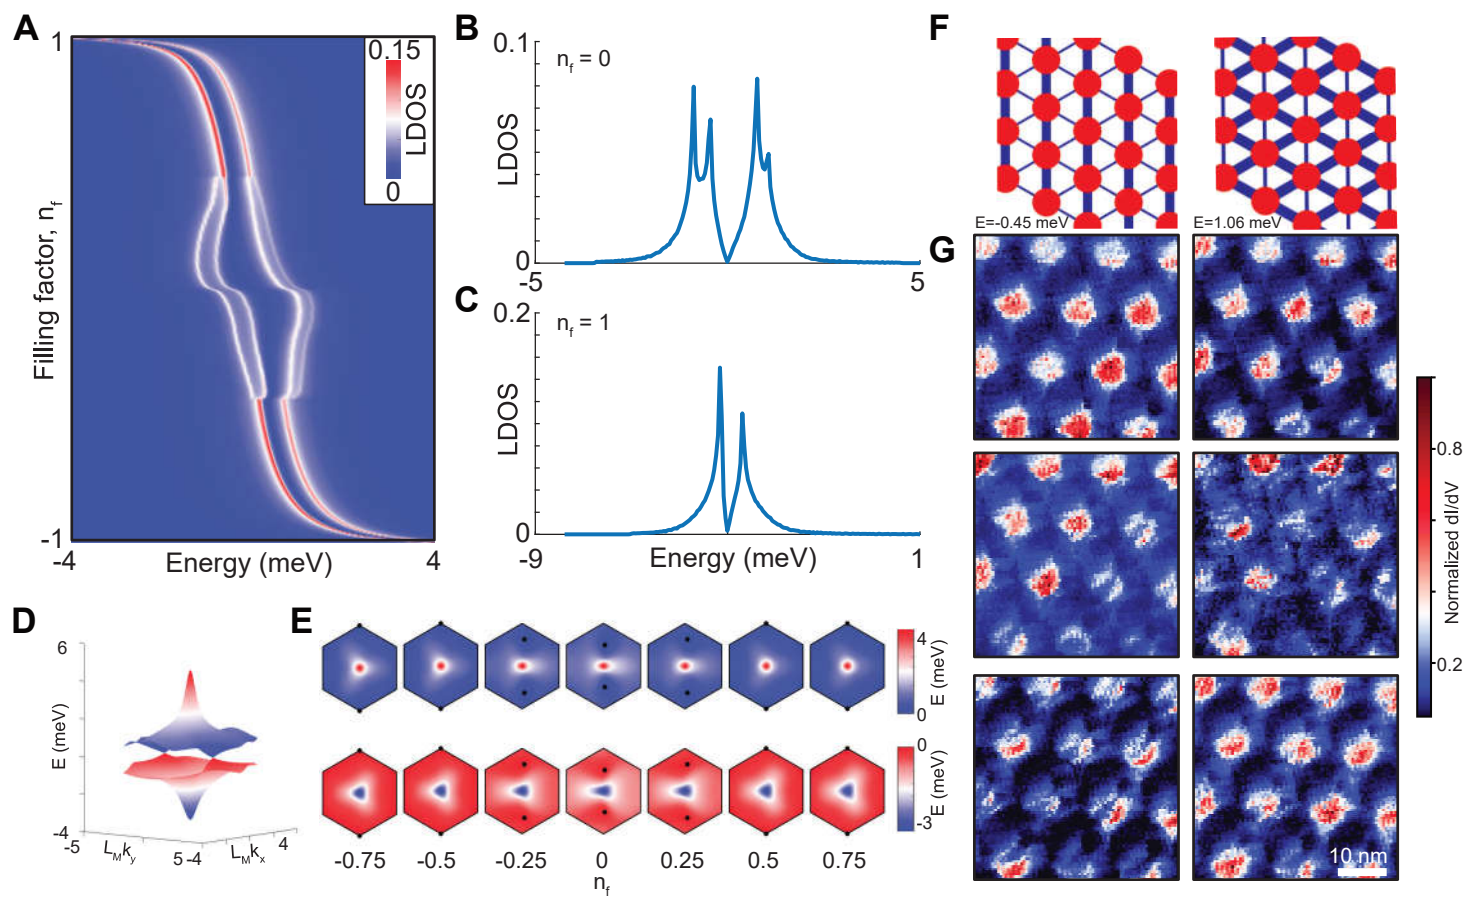 A
1
0.15
LDOS
0
Filling factor, n_f
-1
-4
Energy (meV)
4
B
0.1
n_f = 0
LDOS
0
-5
5
C
0.2
n_f = 1
LDOS
0
-9
Energy (meV)
1
D
6
E (meV)
-4
-5
L_M k_y
5
-4
L_M k_x
4
E
4
E (meV)
0
0
E (meV)
-3
-0.75
-0.5
-0.25
0
0.25
0.5
0.75
n_f
F
E=-0.45 meV
E=1.06 meV
G
0.8
Normalized dI/dV
0.2
10 nm